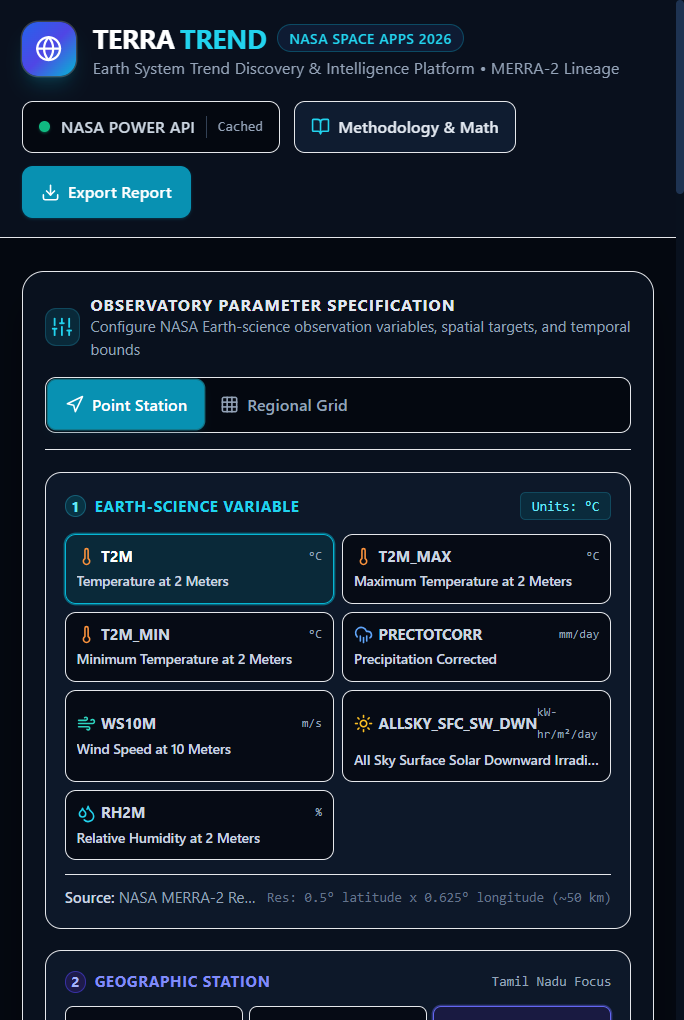 TERRA TREND NASA SPACE APPS 2026
Earth System Trend Discovery & Intelligence Platform • MERRA-2 Lineage
NASA POWER API Cached
Methodology & Math
Export Report
OBSERVATORY PARAMETER SPECIFICATION
Configure NASA Earth-science observation variables, spatial targets, and temporal
bounds
Point Station
Regional Grid
1 EARTH-SCIENCE VARIABLE Units: °C
T2M °C
Temperature at 2 Meters
T2M_MAX °C
Maximum Temperature at 2 Meters
T2M_MIN °C
Minimum Temperature at 2 Meters
PRECTOTCORR mm/day
Precipitation Corrected
WS10M m/s
Wind Speed at 10 Meters
ALLSKY_SFC_SW_DWN kW-
hr/m²/day
All Sky Surface Solar Downward Irradi...
RH2M %
Relative Humidity at 2 Meters
Source: NASA MERRA-2 Re... Res: 0.5° latitude x 0.625° longitude (~50 km)
2 GEOGRAPHIC STATION Tamil Nadu Focus